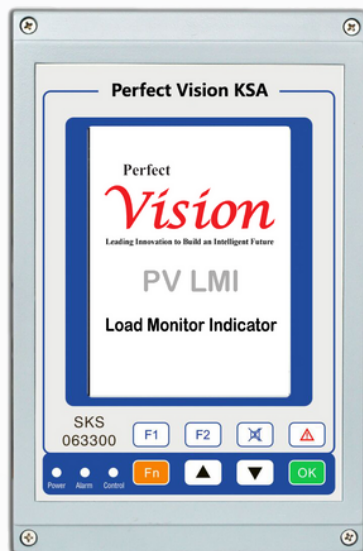 Perfect Vision KSA
Perfect
Vision
Leading Innovation to Build an Intelligent Future
PV LMI
Load Monitor Indicator
SKS
063300
F1
F2
Power
Alarm
Control
Fn
OK